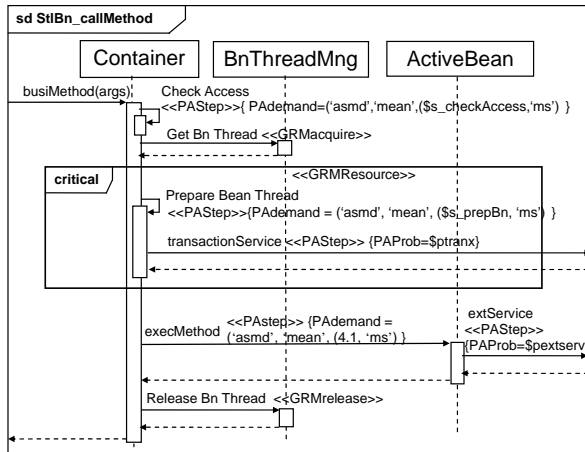 sd StlBn_callMethod
Container
BnThreadMng
ActiveBean
busiMethod(args)
Check Access
<<PAStep>>{ PAdemand=(‘asmd’,‘mean’,($s_checkAccess,‘ms’) }
Get Bn Thread <<GRMacquire>>
critical
<<GRMResource>>
Prepare Bean Thread
<<PAStep>>{PAdemand = (‘asmd’, ‘mean’, ($s_prepBn, ‘ms’) }
transactionService <<PAStep>> {PAProb=$ptranx}
extService
<<PAStep>>
{PAProb=$pextserv
execMethod
<<PAstep>> {PAdemand =
(‘asmd’, ‘mean’, (4.1, ‘ms’) }
Release Bn Thread <<GRMrelease>>